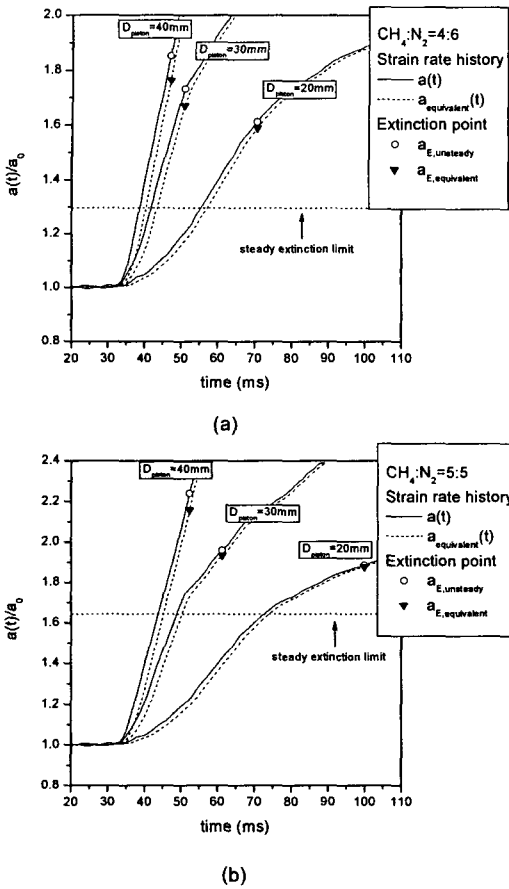 D_piston=40mm
D_piston=30mm
D_piston=20mm
CH₄:N₂=4:6
Strain rate history
a(t)
a_equivalent(t)
Extinction point
a_E,unsteady
a_E,equivalent
steady extinction limit
a(t)/a₀
2.0
1.8
1.6
1.4
1.2
1.0
0.8
20 30 40 50 60 70 80 90 100 110
time (ms)
(a)
D_piston=40mm
D_piston=30mm
D_piston=20mm
CH₄:N₂=5:5
Strain rate history
a(t)
a_equivalent(t)
Extinction point
a_E,unsteady
a_E,equivalent
steady extinction limit
a(t)/a₀
2.4
2.2
2.0
1.8
1.6
1.4
1.2
1.0
0.8
20 30 40 50 60 70 80 90 100 110
time (ms)
(b)